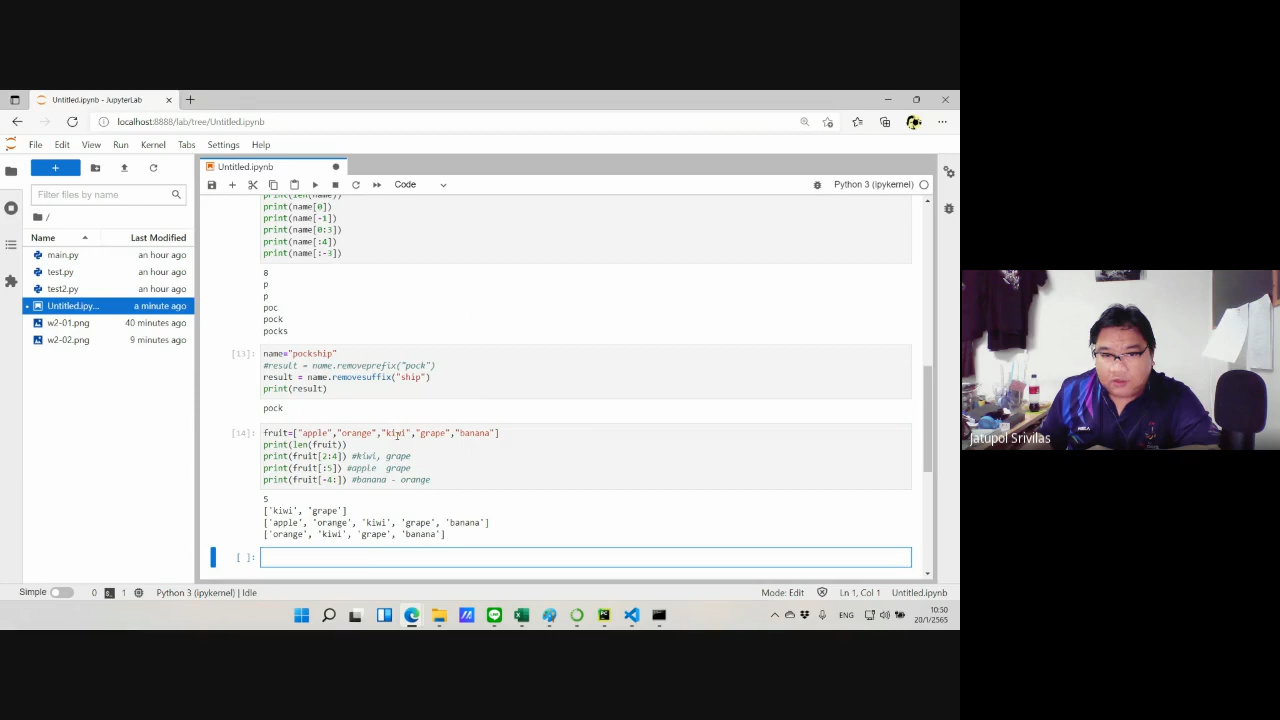 Untitled.ipynb - JupyterLab
localhost:8888/lab/tree/Untitled.ipynb
File Edit View Run Kernel Tabs Settings Help
Untitled.ipynb
Filter files by name
Code
Python 3 (ipykernel)
/
Name Last Modified
main.py an hour ago
test.py an hour ago
test2.py an hour ago
Untitled.ipy... a minute ago
w2-01.png 40 minutes ago
w2-02.png 9 minutes ago
print(len(name))
print(name[0])
print(name[-1])
print(name[0:3])
print(name[:4])
print(name[:-3])
8
p
p
poc
pock
pocks
[13]:
name="pockship"
#result = name.removeprefix("pock")
result = name.removesuffix("ship")
print(result)
pock
[14]:
fruit=["apple","orange","kiwi","grape","banana"]
print(len(fruit))
print(fruit[2:4]) #kiwi, grape
print(fruit[:5]) #apple grape
print(fruit[-4:]) #banana - orange
5
['kiwi', 'grape']
['apple', 'orange', 'kiwi', 'grape', 'banana']
['orange', 'kiwi', 'grape', 'banana']
[ ]:
Simple 0 1 Python 3 (ipykernel) | Idle Mode: Edit Ln 1, Col 1 Untitled.ipynb
ENG
10:50
20/1/2565
Jatupol Srivilas